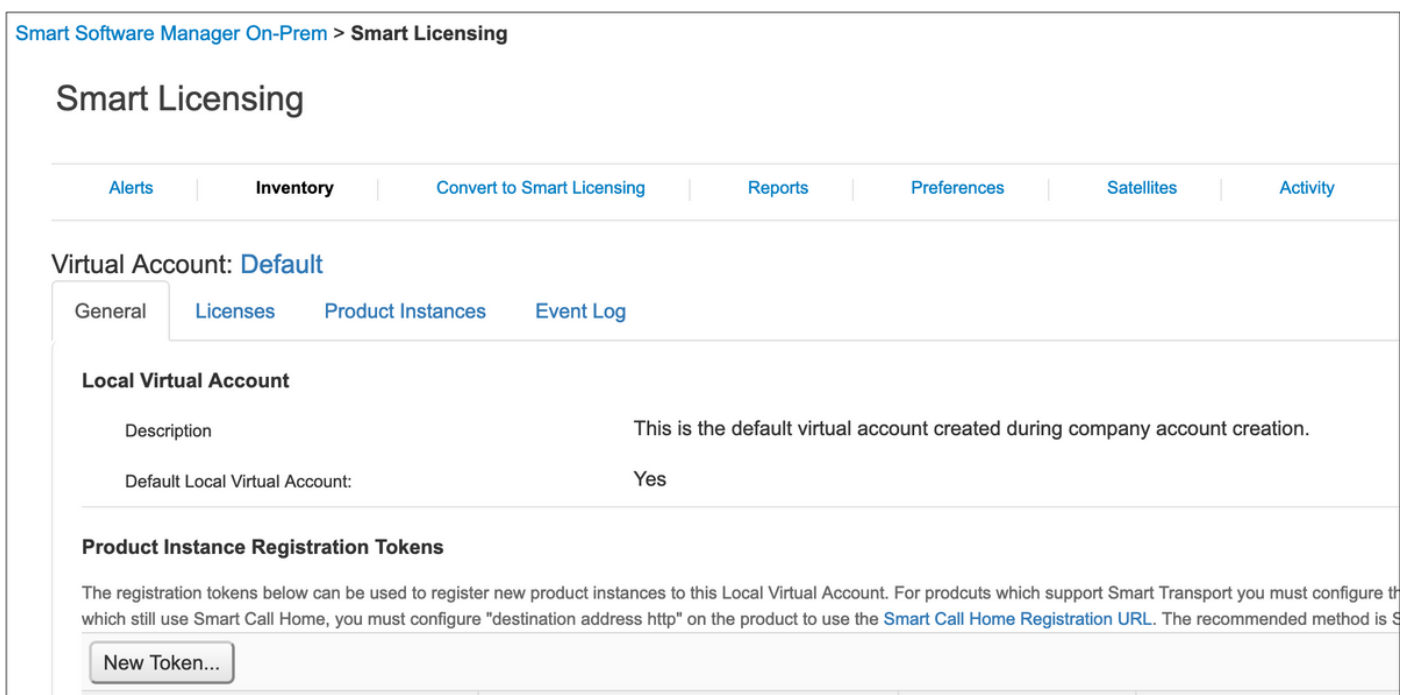 Smart Software Manager On-Prem > Smart Licensing
Smart Licensing
Alerts Inventory Convert to Smart Licensing Reports Preferences Satellites Activity
Virtual Account: Default
General Licenses Product Instances Event Log
Local Virtual Account
Description This is the default virtual account created during company account creation.
Default Local Virtual Account: Yes
Product Instance Registration Tokens
The registration tokens below can be used to register new product instances to this Local Virtual Account. For prodcuts which support Smart Transport you must configure
which still use Smart Call Home, you must configure "destination address http" on the product to use the Smart Call Home Registration URL. The recommended method is
New Token...